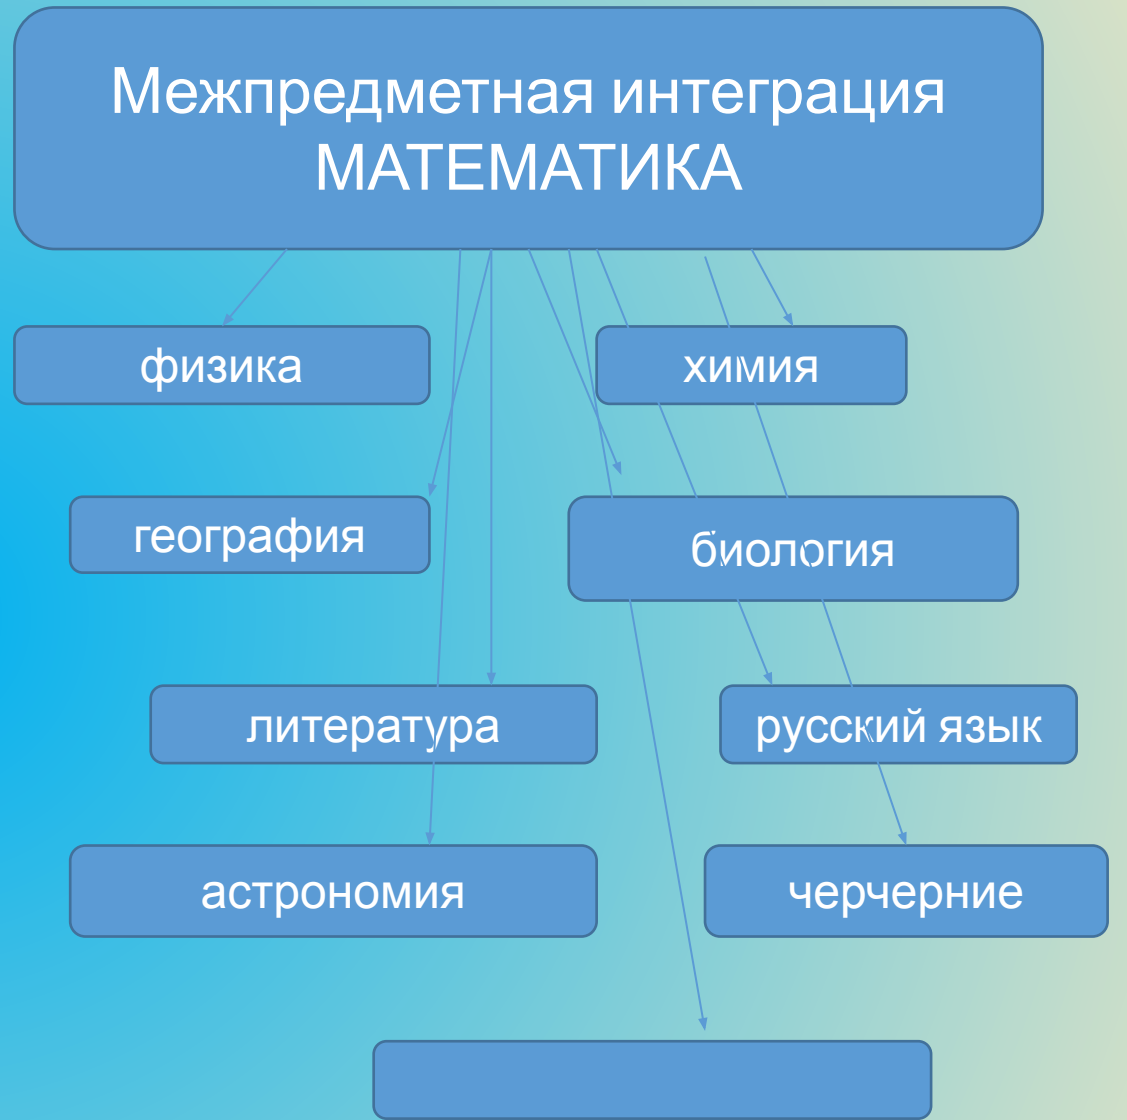 Межпредметная интеграция
МАТЕМАТИКА
физика
химия
география
биология
литература
русский язык
астрономия
черчерние